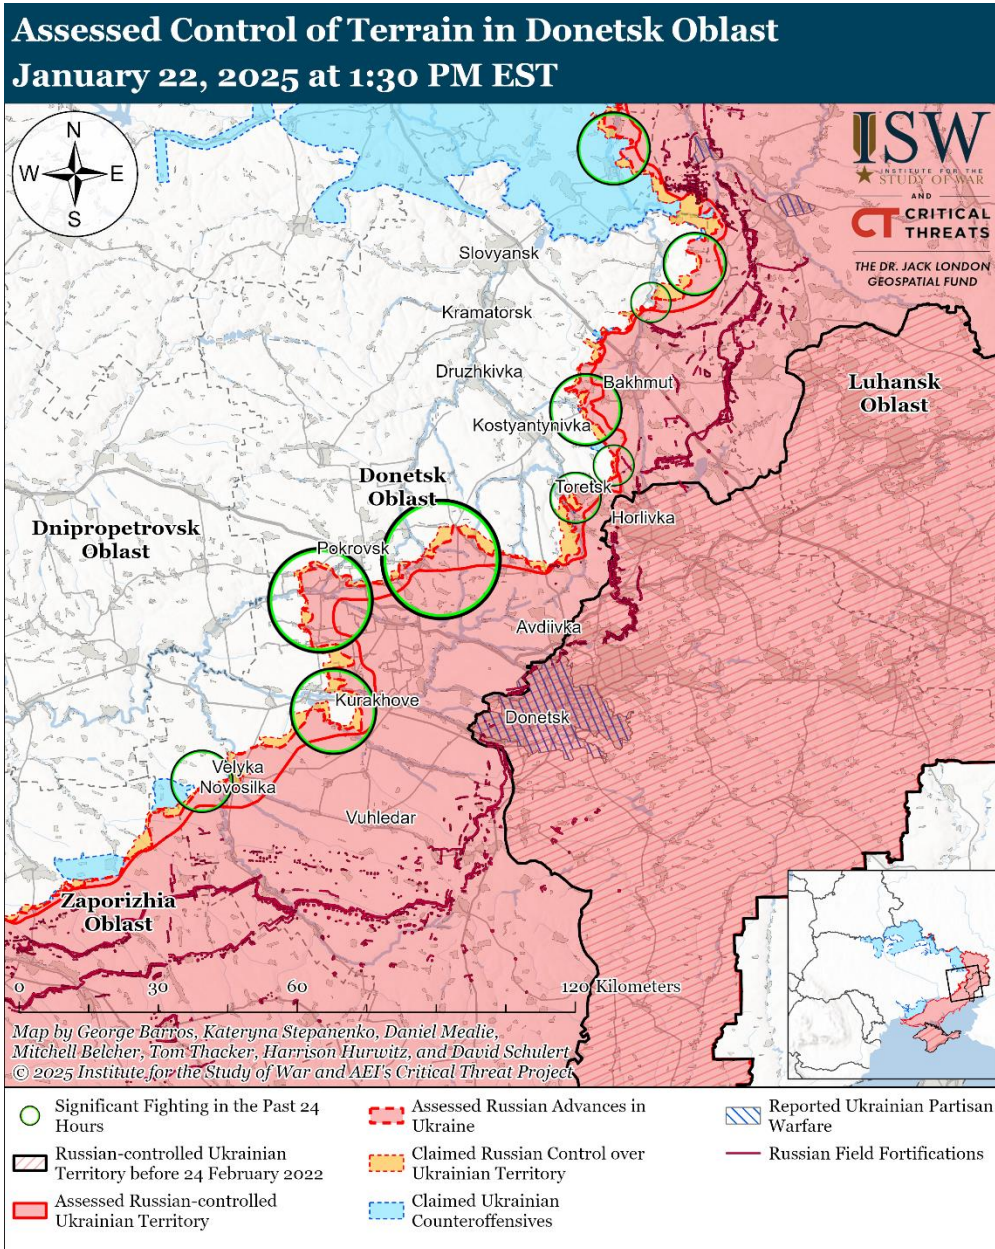 Assessed Control of Terrain in Donetsk Oblast
January 22, 2025 at 1:30 PM EST
N
W
E
S
ISW
INSTITUTE FOR THE
STUDY OF WAR
AND
CT CRITICAL
THREATS
THE DR. JACK LONDON
GEOSPATIAL FUND
Slovyansk
Kramatorsk
Druzhkivka
Bakhmut
Luhansk
Oblast
Kostyantynivka
Donetsk
Oblast
Toretsk
Horlivka
Dnipropetrovsk
Oblast
Pokrovsk
Avdiivka
Kurakhove
Donetsk
Velyka
Novosilka
Vuhledar
Zaporizhia
Oblast
0
30
60
120 Kilometers
Map by George Barros, Kateryna Stepanenko, Daniel Mealie,
Mitchell Belcher, Tom Thacker, Harrison Hurwitz, and David Schulert
© 2025 Institute for the Study of War and AEI's Critical Threat Project
Significant Fighting in the Past 24
Hours
Russian-controlled Ukrainian
Territory before 24 February 2022
Assessed Russian-controlled
Ukrainian Territory
Assessed Russian Advances in
Ukraine
Claimed Russian Control over
Ukrainian Territory
Claimed Ukrainian
Counteroffensives
Reported Ukrainian Partisan
Warfare
Russian Field Fortifications